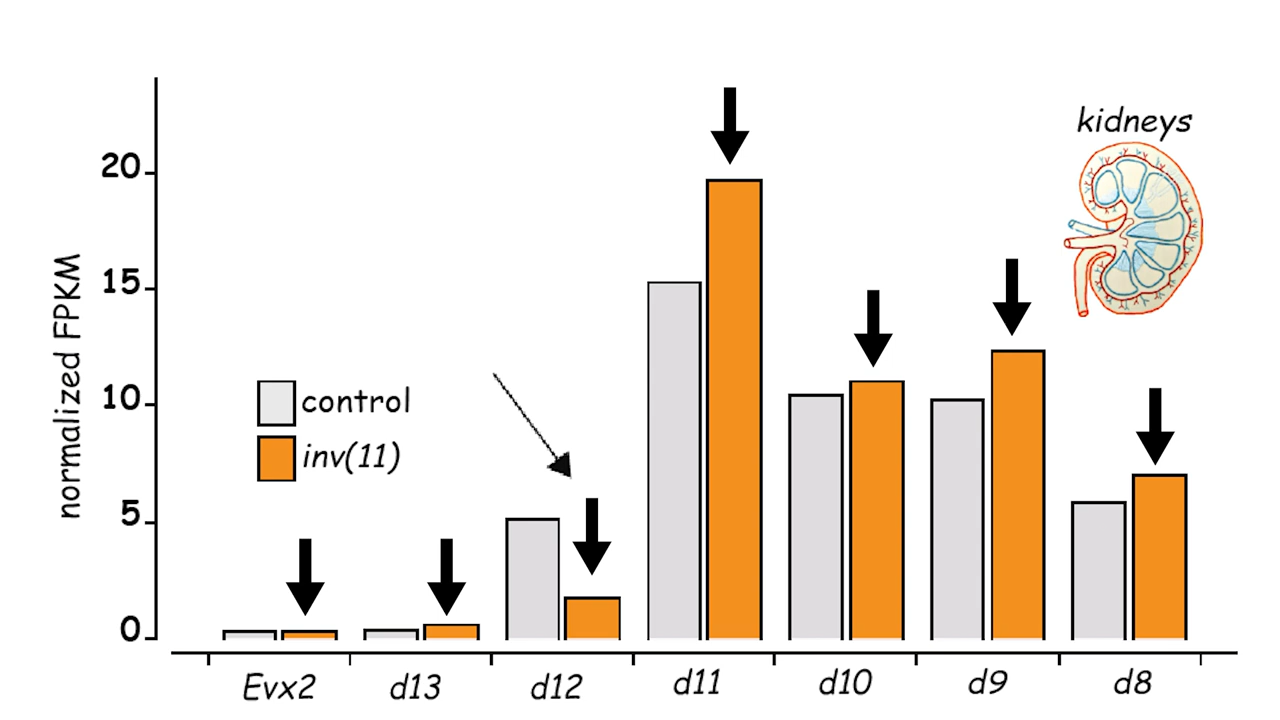 kidneys
normalized FPKM
20
15
10
5
0
control
inv(11)
Evx2 d13 d12 d11 d10 d9 d8